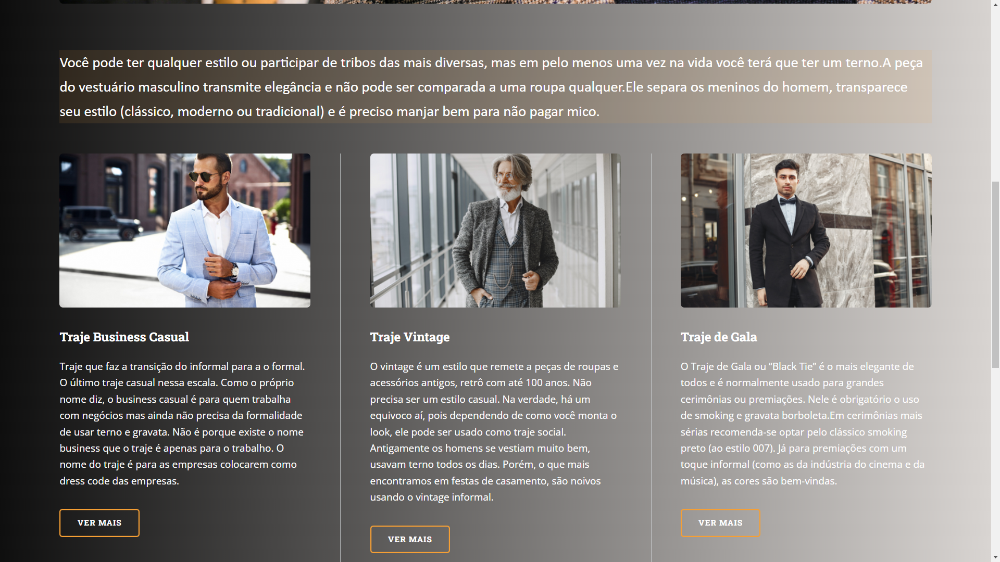 Você pode ter qualquer estilo ou participar de tribos das mais diversas, mas em pelo menos uma vez na vida você terá que ter um terno.A peça
do vestuário masculino transmite elegância e não pode ser comparada a uma roupa qualquer.Ele separa os meninos do homem, transparece
seu estilo (clássico, moderno ou tradicional) e é preciso manjar bem para não pagar mico.
Traje Business Casual
Traje que faz a transição do informal para a o formal.
O último traje casual nessa escala. Como o próprio
nome diz, o business casual é para quem trabalha
com negócios mas ainda não precisa da formalidade
de usar terno e gravata. Não é porque existe o nome
business que o traje é apenas para o trabalho. O
nome do traje é para as empresas colocarem como
dress code das empresas.
VER MAIS
Traje Vintage
O vintage é um estilo que remete a peças de roupas e
acessórios antigos, retrô com até 100 anos. Não
precisa ser um estilo casual. Na verdade, há um
equivoco aí, pois dependendo de como você monta o
look, ele pode ser usado como traje social.
Antigamente os homens se vestiam muito bem,
usavam terno todos os dias. Porém, o que mais
encontramos em festas de casamento, são noivos
usando o vintage informal.
VER MAIS
Traje de Gala
O Traje de Gala ou “Black Tie” é o mais elegante de
todos e é normalmente usado para grandes
cerimônias ou premiações. Nele é obrigatório o uso
de smoking e gravata borboleta.Em cerimônias mais
sérias recomenda-se optar pelo clássico smoking
preto (ao estilo 007). Já para premiações com um
toque informal (como as da indústria do cinema e da
música), as cores são bem-vindas.
VER MAIS